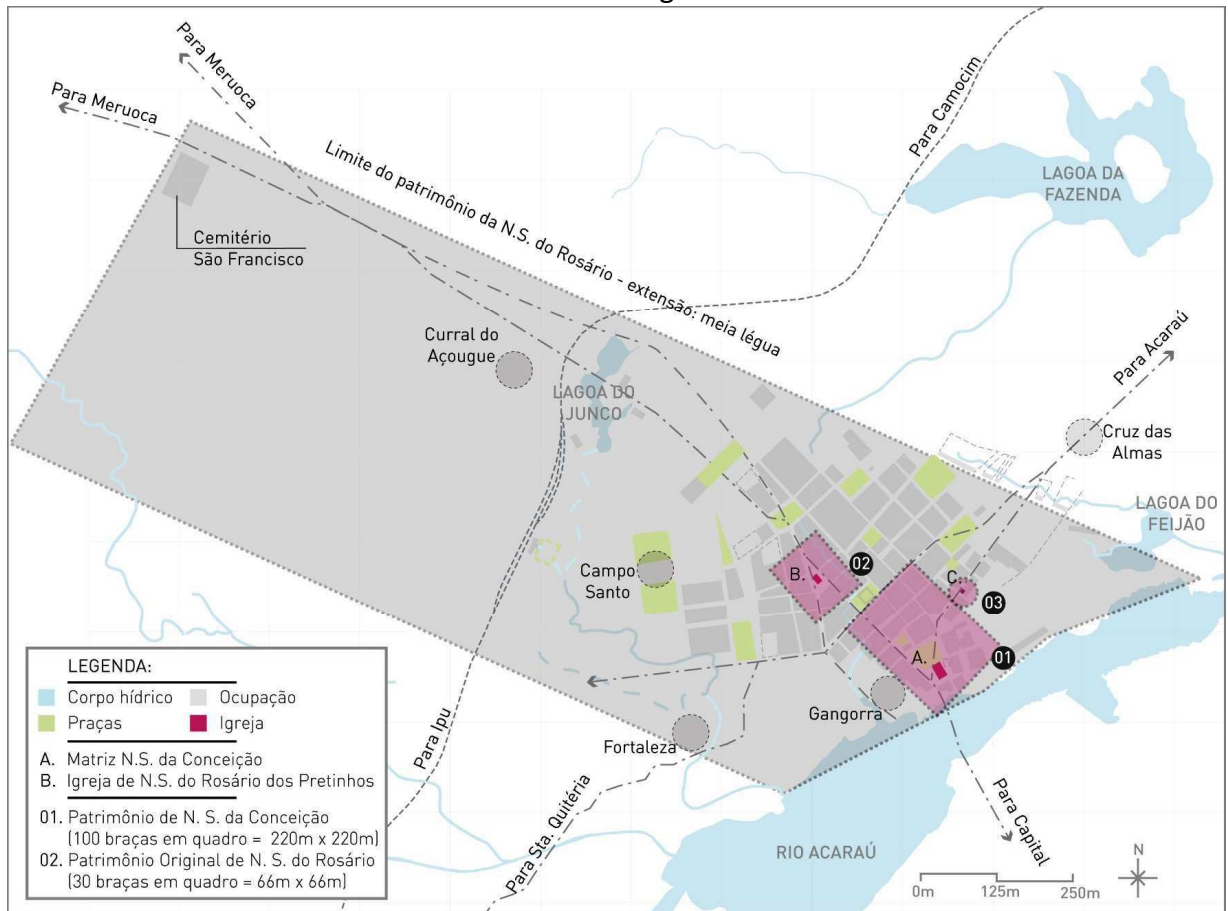 Para Meruoca
Para Meruoca
Para Camocim
Limite do patrimônio da N.S. do Rosário - extensão: meia légua
LAGOA DA
FAZENDA
Cemitério
São Francisco
Curral do
Açougue
LAGOA DO
JUNCO
Para Acaraú
Cruz das
Almas
LAGOA DO
FEIJÃO
Campo
Santo
B.
02
C.
03
A.
01
Gangorra
Fortaleza
Para Ipu
Para Sta. Quitéria
Para Capital
RIO ACARAÚ
LEGENDA:
Corpo hídrico
Ocupação
Praças
Igreja
A. Matriz N.S. da Conceição
B. Igreja de N.S. do Rosário dos Pretinhos
01. Patrimônio de N. S. da Conceição
(100 braças em quadro = 220m x 220m)
02. Patrimônio Original de N. S. do Rosário
(30 braças em quadro = 66m x 66m)
N
0m 125m 250m